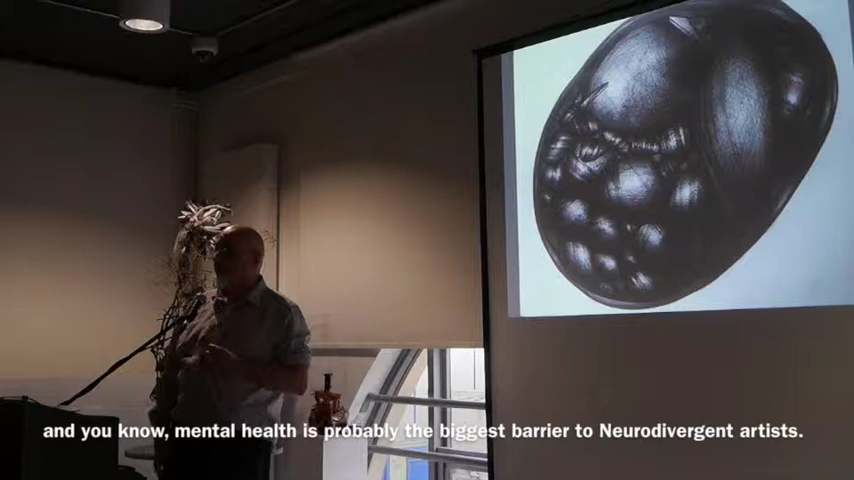 and you know, mental health is probably the biggest barrier to Neurodivergent artists.